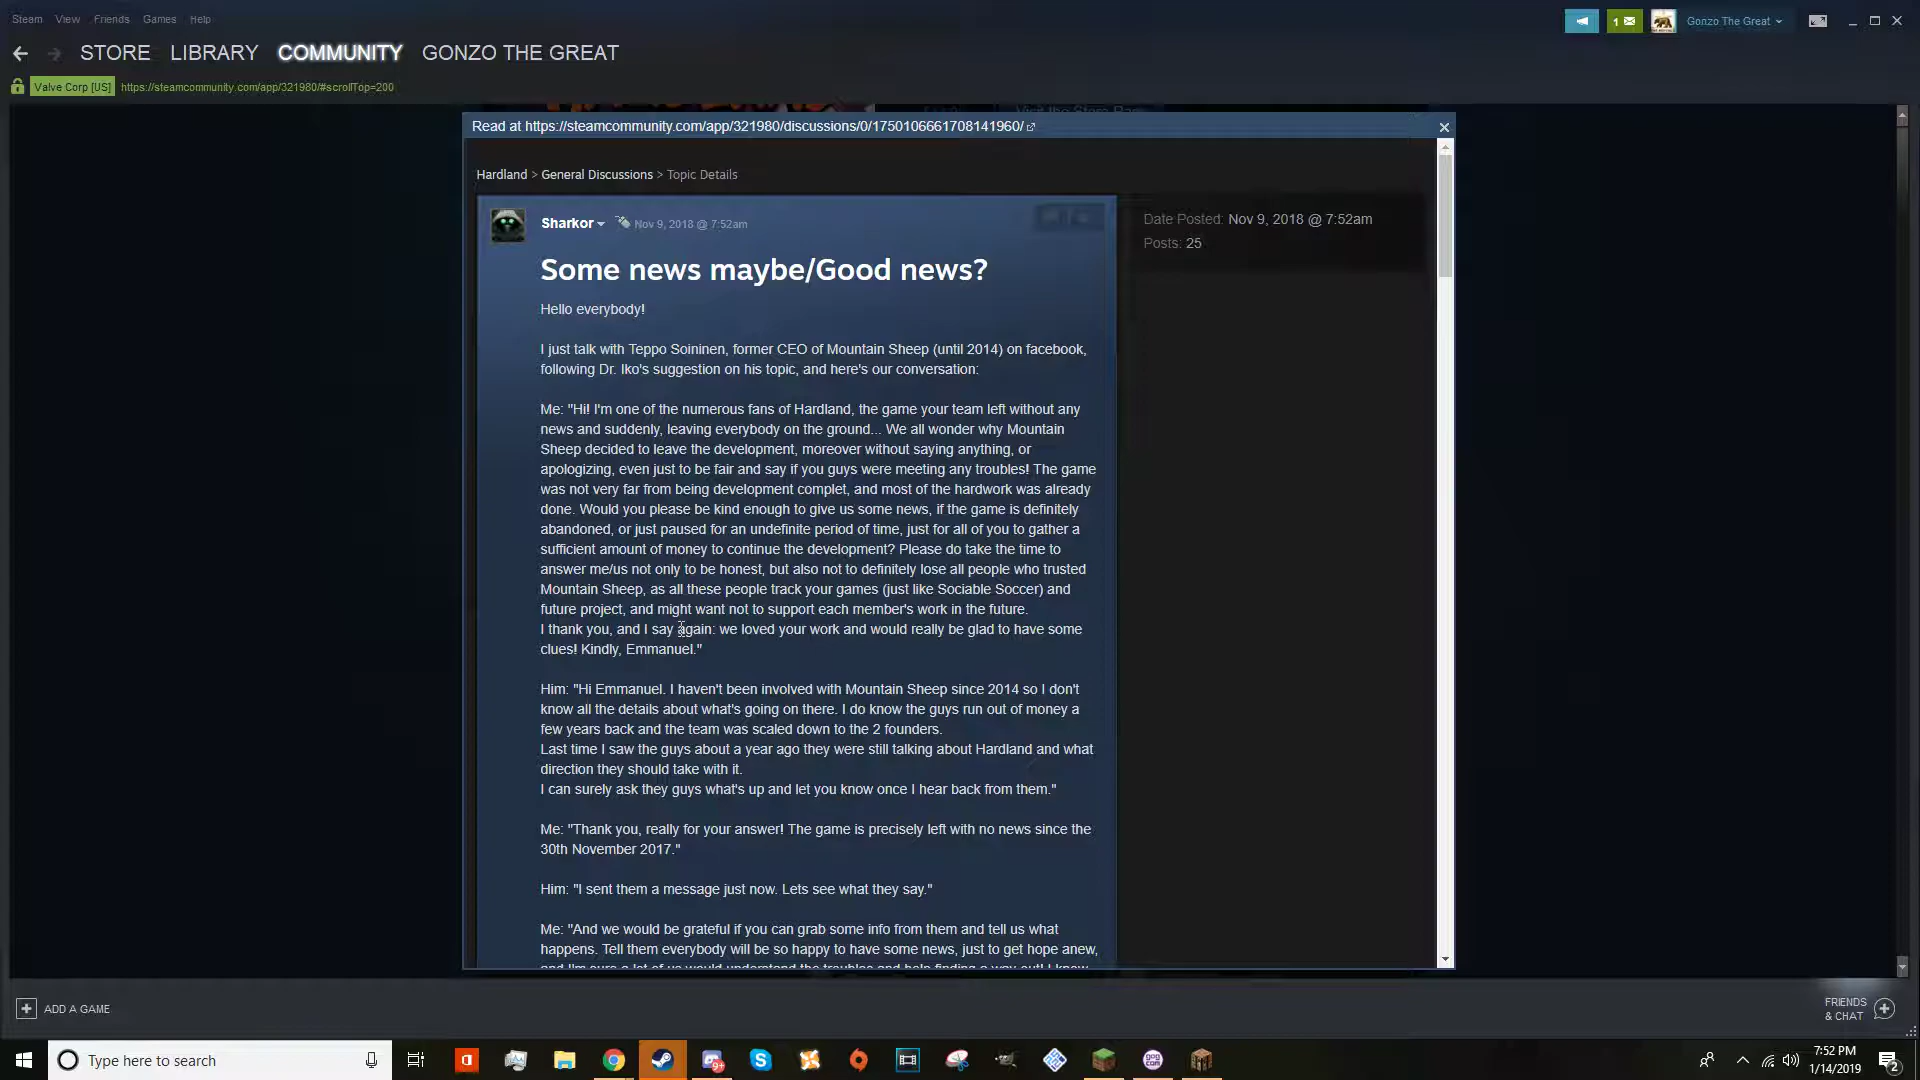 Steam View Friends Games Help
1
Gonzo The Great
STORE LIBRARY COMMUNITY GONZO THE GREAT
Valve Corp [US] https://steamcommunity.com/app/321980/#scrollTop=200
Read at https://steamcommunity.com/app/321980/discussions/0/1750106661708141960/
Hardland > General Discussions > Topic Details
Sharkor Nov 9, 2018 @ 7:52am
Date Posted: Nov 9, 2018 @ 7:52am
Posts: 25
Some news maybe/Good news?
Hello everybody!
I just talk with Teppo Soininen, former CEO of Mountain Sheep (until 2014) on facebook,
following Dr. Iko's suggestion on his topic, and here's our conversation:
Me: "Hi! I'm one of the numerous fans of Hardland, the game your team left without any
news and suddenly, leaving everybody on the ground... We all wonder why Mountain
Sheep decided to leave the development, moreover without saying anything, or
apologizing, even just to be fair and say if you guys were meeting any troubles! The game
was not very far from being development complet, and most of the hardwork was already
done. Would you please be kind enough to give us some news, if the game is definitely
abandoned, or just paused for an undefinite period of time, just for all of you to gather a
sufficient amount of money to continue the development? Please do take the time to
answer me/us not only to be honest, but also not to definitely lose all people who trusted
Mountain Sheep, as all these people track your games (just like Sociable Soccer) and
future project, and might want not to support each member's work in the future.
I thank you, and I say again: we loved your work and would really be glad to have some
clues! Kindly, Emmanuel."
Him: "Hi Emmanuel. I haven't been involved with Mountain Sheep since 2014 so I don't
know all the details about what's going on there. I do know the guys run out of money a
few years back and the team was scaled down to the 2 founders.
Last time I saw the guys about a year ago they were still talking about Hardland and what
direction they should take with it.
I can surely ask they guys what's up and let you know once I hear back from them."
Me: "Thank you, really for your answer! The game is precisely left with no news since the
30th November 2017."
Him: "I sent them a message just now. Lets see what they say."
Me: "And we would be grateful if you can grab some info from them and tell us what
happens. Tell them everybody will be so happy to have some news, just to get hope anew,
and I'm sure a lot of us would understand the troubles and help finding a way out! I know
ADD A GAME
FRIENDS
& CHAT
Type here to search
9+
gog
com
7:52 PM
1/14/2019
2